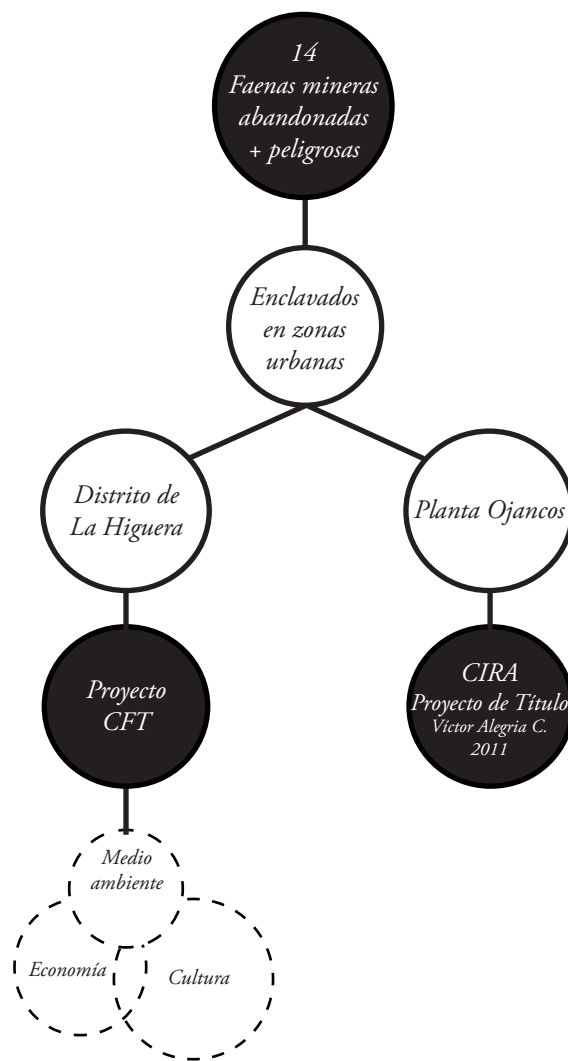 14
Faenas mineras
abandonadas
+ peligrosas
Enclavados
en zonas
urbanas
Distrito de
La Higuera
Planta Ojancos
Proyecto
CFT
CIRA
Proyecto de Título
Víctor Alegria C.
2011
Medio
ambiente
Economía
Cultura